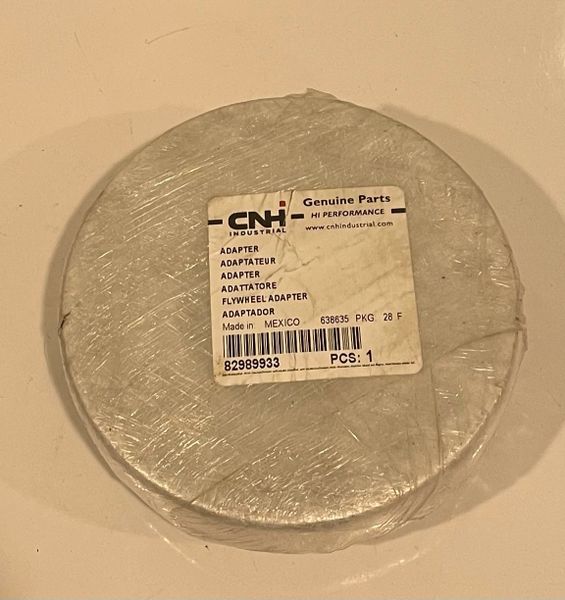 CNH
INDUSTRIAL
Genuine Parts
HI PERFORMANCE
www.cnhindustrial.com
ADAPTER
ADAPTATEUR
ADAPTER
ADATTATORE
FLYWHEEL ADAPTER
ADAPTADOR
Made in: MEXICO 638635 PKG. 28 F
82989933 PCS: 1